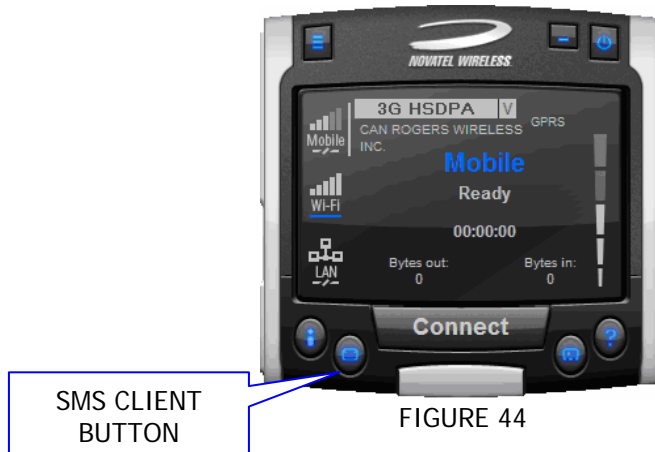 NOVATEL WIRELESS
3G HSDPA V
GPRS
CAN ROGERS WIRELESS
INC.
Mobile
Mobile
Ready
Wi-Fi
00:00:00
LAN
Bytes out:
0
Bytes in:
0
Connect
?
SMS CLIENT
BUTTON
FIGURE 44